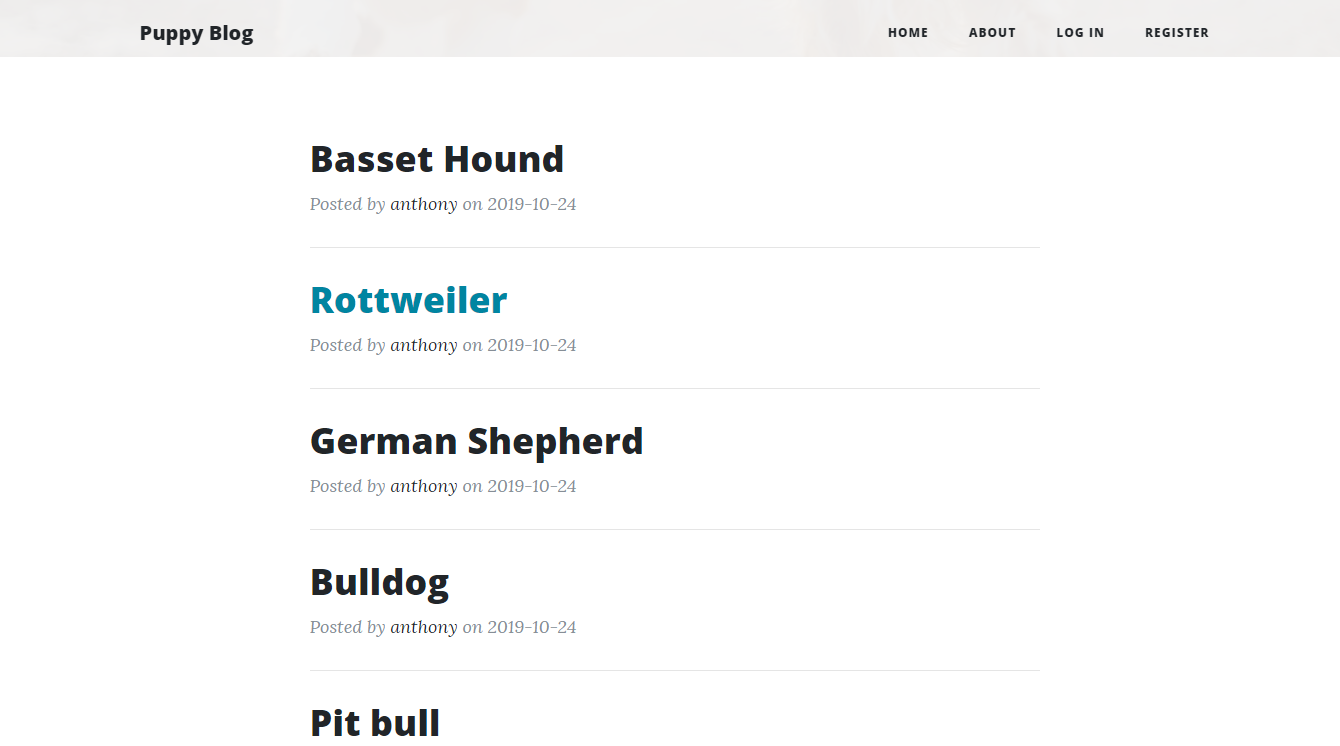 Puppy Blog
HOME ABOUT LOG IN REGISTER
Basset Hound
Posted by anthony on 2019-10-24
Rottweiler
Posted by anthony on 2019-10-24
German Shepherd
Posted by anthony on 2019-10-24
Bulldog
Posted by anthony on 2019-10-24
Pit bull